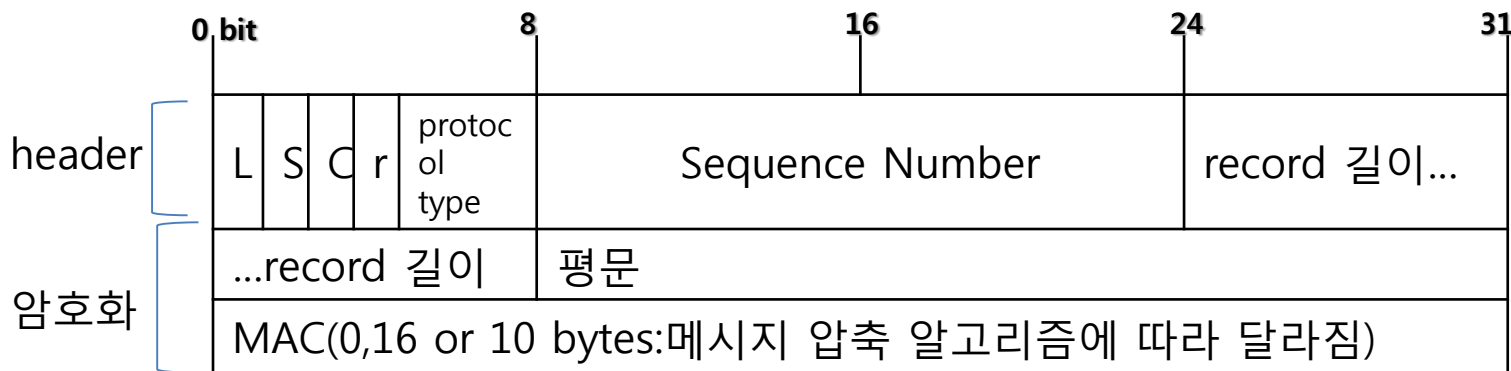 0 bit 8 16 24 31
header
L S C r
protoc
ol
type
Sequence Number
record 길이...
암호화
...record 길이
평문
MAC(0,16 or 10 bytes:메시지 압축 알고리즘에 따라 달라짐)